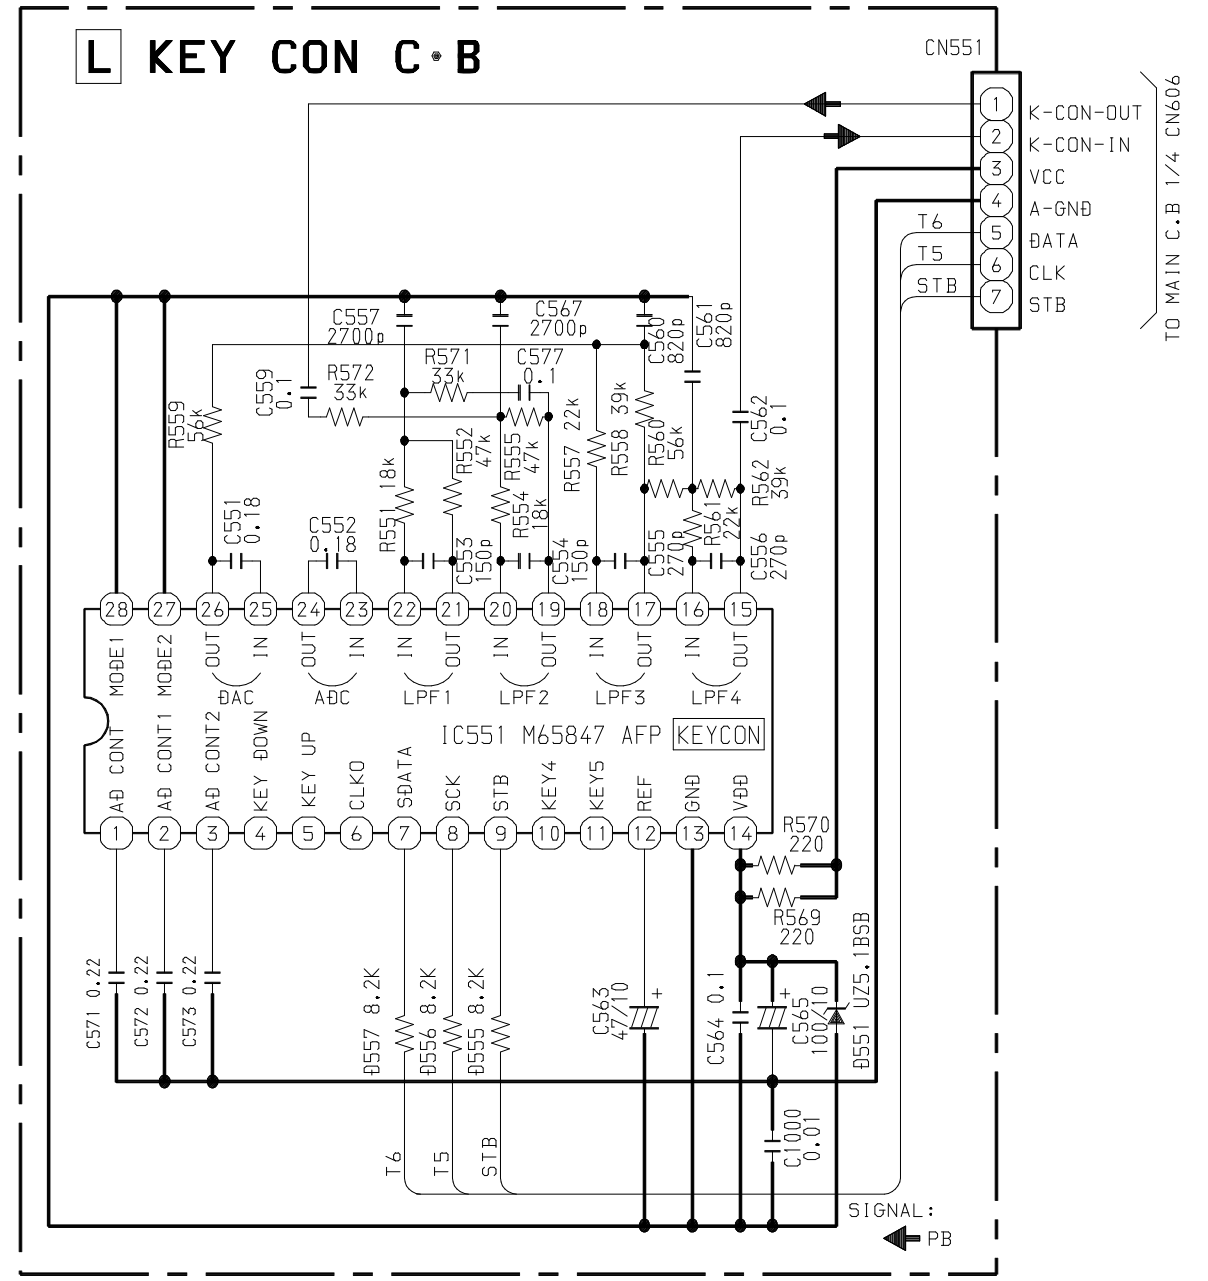 L KEY CON C·B
CN551
1 K-CON-OUT
2 K-CON-IN
3 VCC
4 A-GND
T6 5 DATA
T5 6 CLK
STB 7 STB
TO MAIN C.B 1/4 CN606
C557
2700p
C567
2700p
C560
820p
C561
820p
R559
56k
C559
0.1
R572
33k
R571
33k
C577
0.1
R552
47k
R555
47k
R557 22k
R558 39k
R560
56k
C562
0.1
R562
39k
C551
0.18
C552
0.18
R551 18k
C553
150p
R554
18k
C554
150p
C555
270p
R561
22k
C556
270p
28 27 26 25 24 23 22 21 20 19 18 17 16 15
MODE1 MODE2 OUT IN OUT IN IN OUT IN OUT IN OUT IN OUT
DAC ADC LPF1 LPF2 LPF3 LPF4
IC551 M65847 AFP KEYCON
AD CONT AD CONT1 AD CONT2 KEY DOWN KEY UP CLKO SDATA SCK STB KEY4 KEY5 REF GND VDD
1 2 3 4 5 6 7 8 9 10 11 12 13 14
R570
220
R569
220
C571 0.22
C572 0.22
C573 0.22
D557 8.2K
D556 8.2K
D555 8.2K
C563
47/10
+
C564 0.1
+
C565
100/10
D551 UZ5.1BSB
C1000
0.01
T6
T5
STB
SIGNAL:
PB